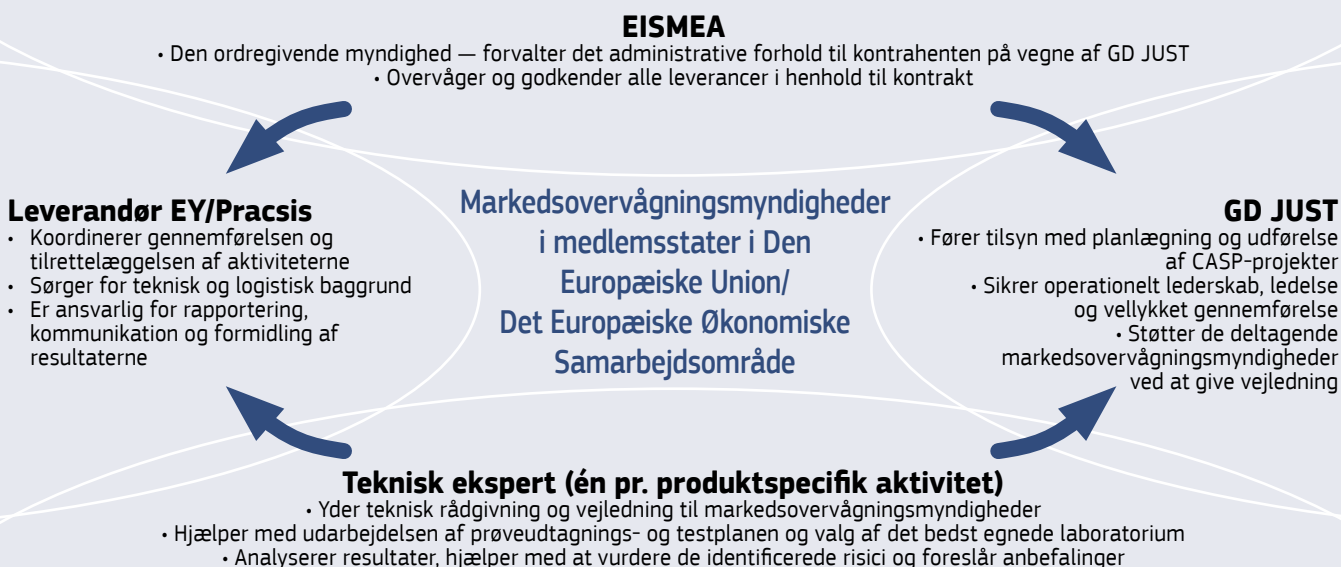 EISMEA
• Den ordregivende myndighed — forvalter det administrative forhold til kontrahenten på vegne af GD JUST
• Overvåger og godkender alle leverancer i henhold til kontrakt
Leverandør EY/Pracsis
• Koordinerer gennemførelsen og
tilrettelæggelsen af aktiviteterne
• Sørger for teknisk og logistisk baggrund
• Er ansvarlig for rapportering,
kommunikation og formidling af
resultaterne
Markedsovervågningsmyndigheder
i medlemsstater i Den
Europæiske Union/
Det Europæiske Økonomiske
Samarbejdsområde
GD JUST
• Fører tilsyn med planlægning og udførelse
af CASP-projekter
• Sikrer operationelt lederskab, ledelse
og vellykket gennemførelse
• Støtter de deltagende
markedsovervågningsmyndigheder
ved at give vejledning
Teknisk ekspert (én pr. produktspecifik aktivitet)
• Yder teknisk rådgivning og vejledning til markedsovervågningsmyndigheder
• Hjælper med udarbejdelsen af prøveudtagnings- og testplanen og valg af det bedst egnede laboratorium
• Analyserer resultater, hjælper med at vurdere de identificerede risici og foreslår anbefalinger